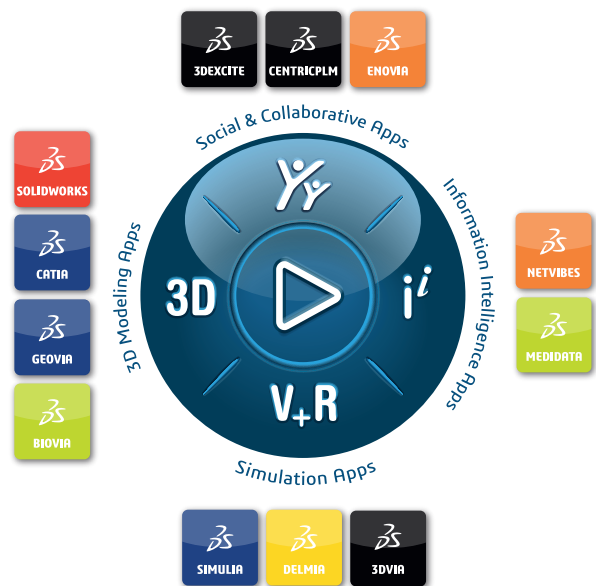 3DEXCITE
CENTRICPLM
ENOVIA
Social & Collaborative Apps
SOLIDWORKS
CATIA
GEOVIA
BIOVIA
3D Modeling Apps
3D
i i
V+R
Information Intelligence Apps
NETVIBES
MEDIDATA
Simulation Apps
SIMULIA
DELMIA
3DVIA